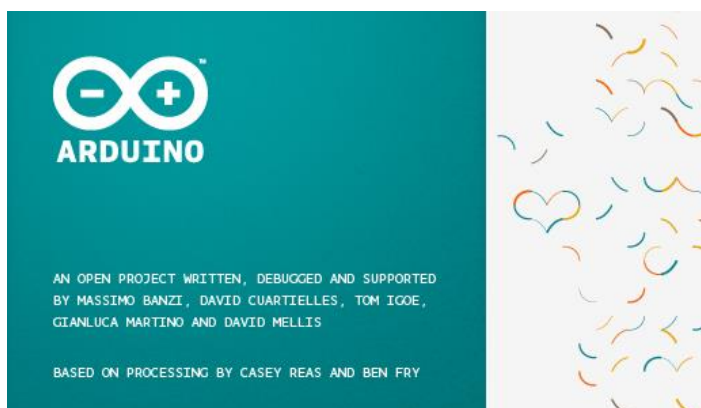 ARDUINO
AN OPEN PROJECT WRITTEN, DEBUGGED AND SUPPORTED
BY MASSIMO BANZI, DAVID CUARTIELLES, TOM IGOE,
GIANLUCA MARTINO AND DAVID MELLIS
BASED ON PROCESSING BY CASEY REAS AND BEN FRY